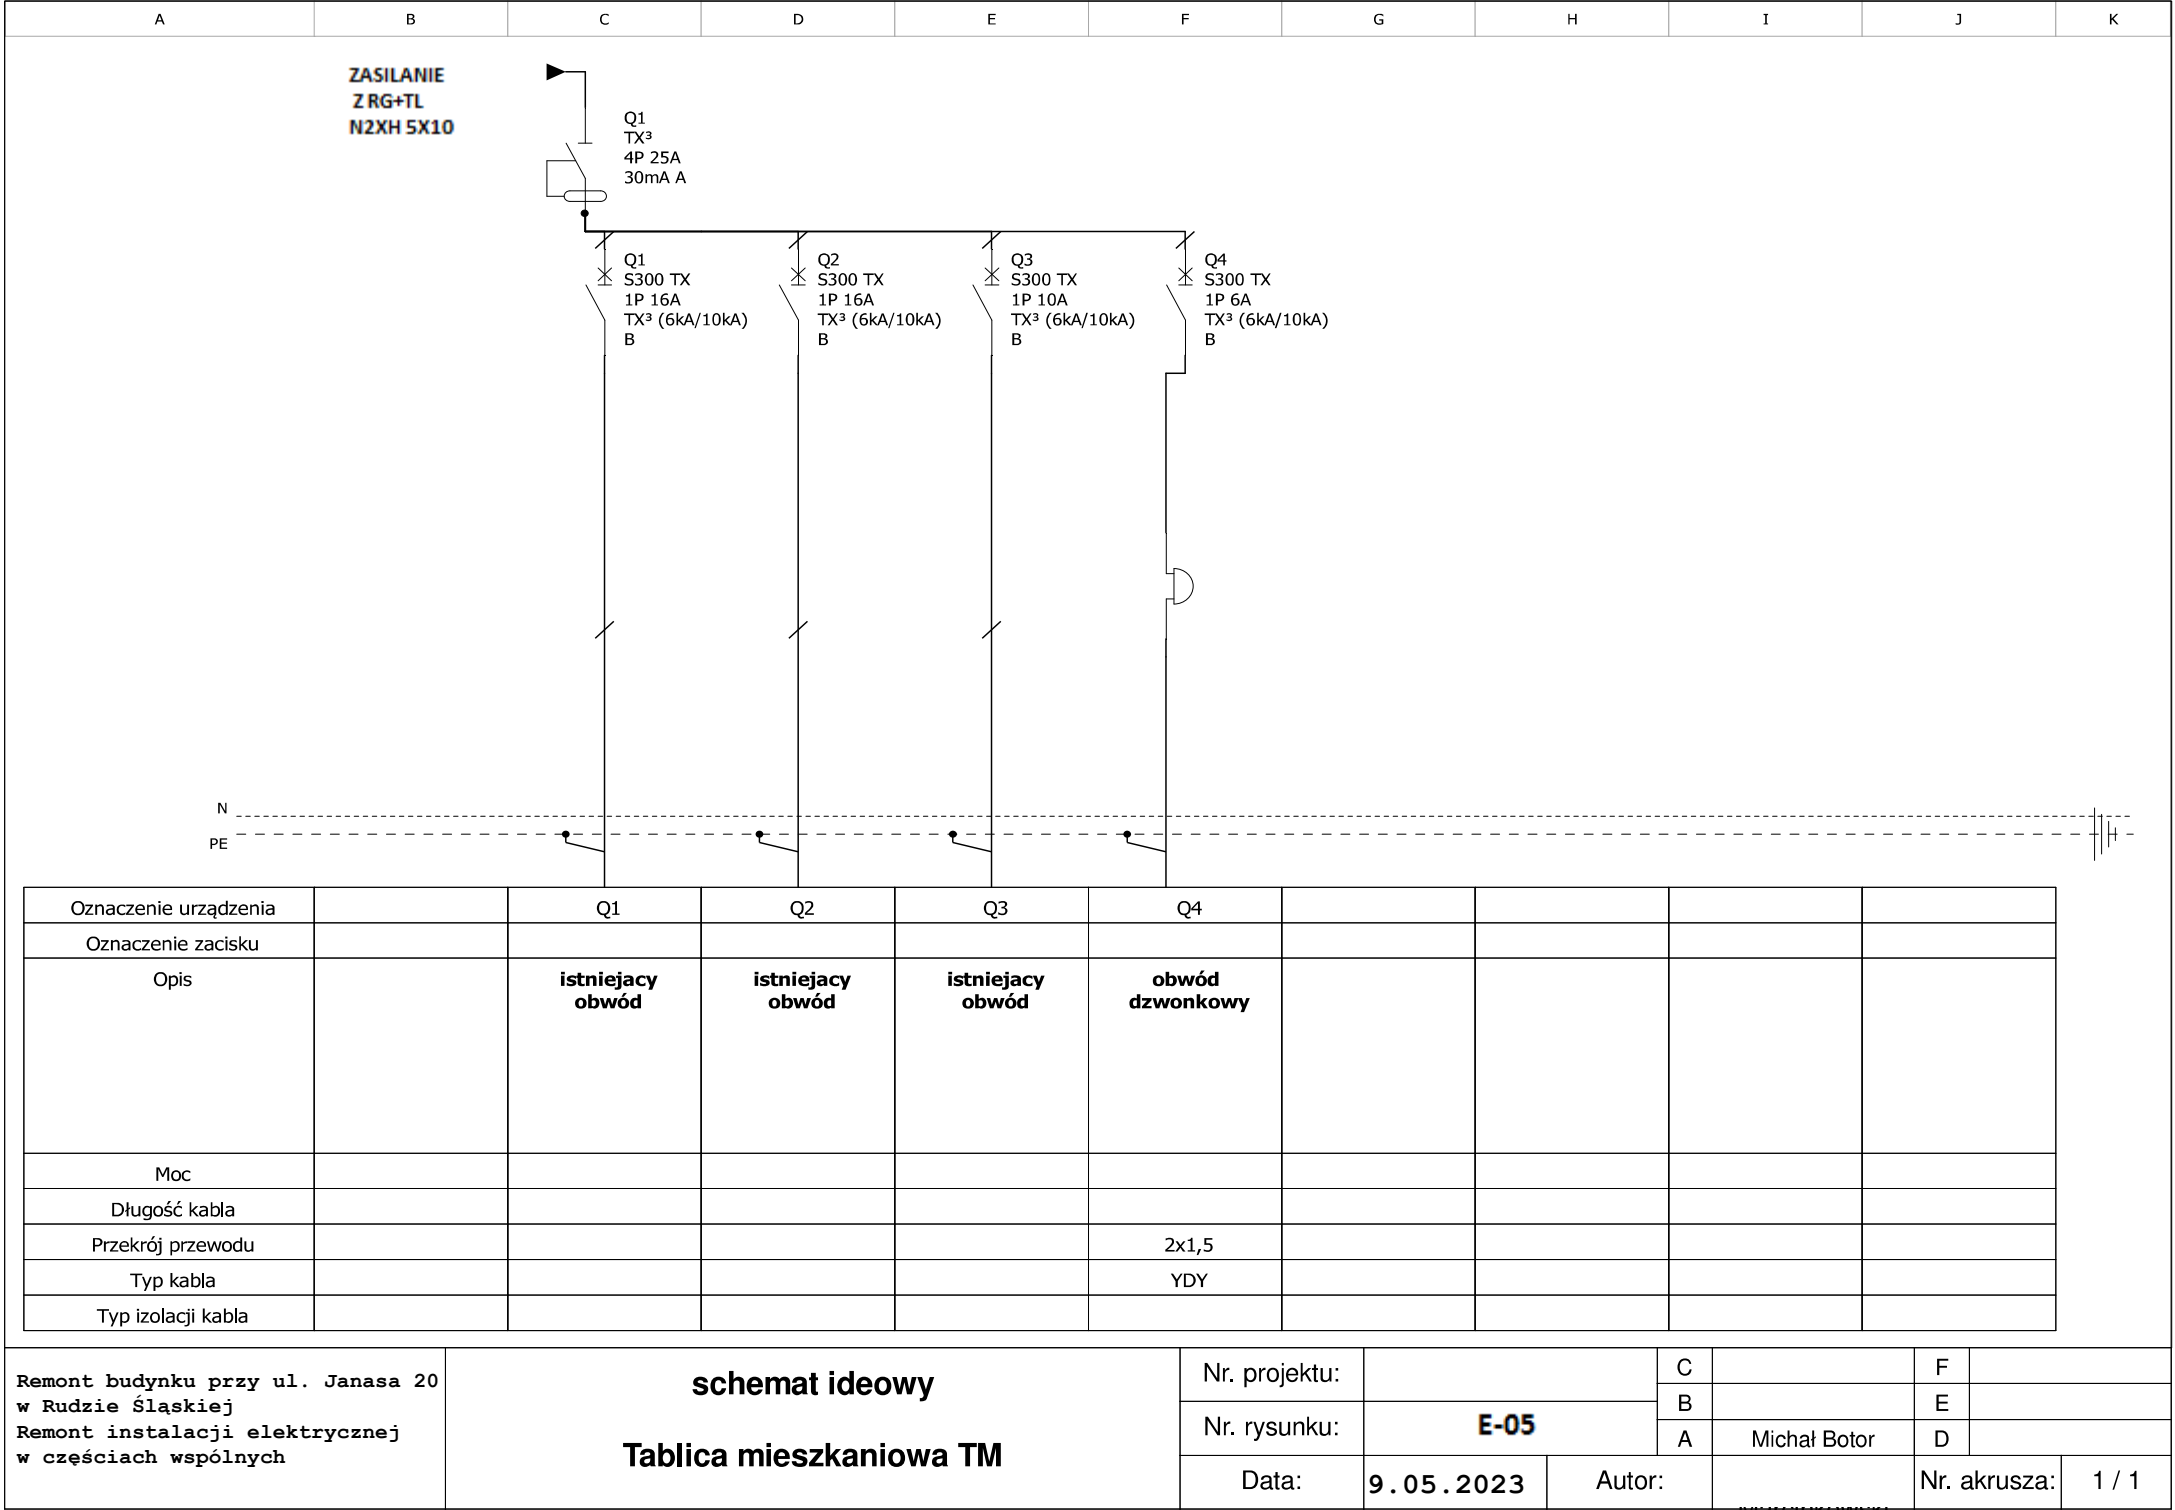 A B C D E F G H I J K
ZASILANIE
Z RG+TL
N2XH 5X10
Q1
TX³
4P 25A
30mA A
Q1
S300 TX
1P 16A
TX³ (6kA/10kA)
B
Q2
S300 TX
1P 16A
TX³ (6kA/10kA)
B
Q3
S300 TX
1P 10A
TX³ (6kA/10kA)
B
Q4
S300 TX
1P 6A
TX³ (6kA/10kA)
B
N
PE
Oznaczenie urządzenia Q1 Q2 Q3 Q4
Oznaczenie zacisku
Opis
istniejacy
obwód
istniejacy
obwód
istniejacy
obwód
obwód
dzwonkowy
Moc
Długość kabla
Przekrój przewodu 2x1,5
Typ kabla YDY
Typ izolacji kabla
Remont budynku przy ul. Janasa 20
w Rudzie Śląskiej
Remont instalacji elektrycznej
w częściach wspólnych
schemat ideowy
Tablica mieszkaniowa TM
Nr. projektu:
Nr. rysunku: E-05
Data: 9.05.2023
Autor:
C
B
A Michał Botor
F
E
D
Nr. akrusza: 1 / 1